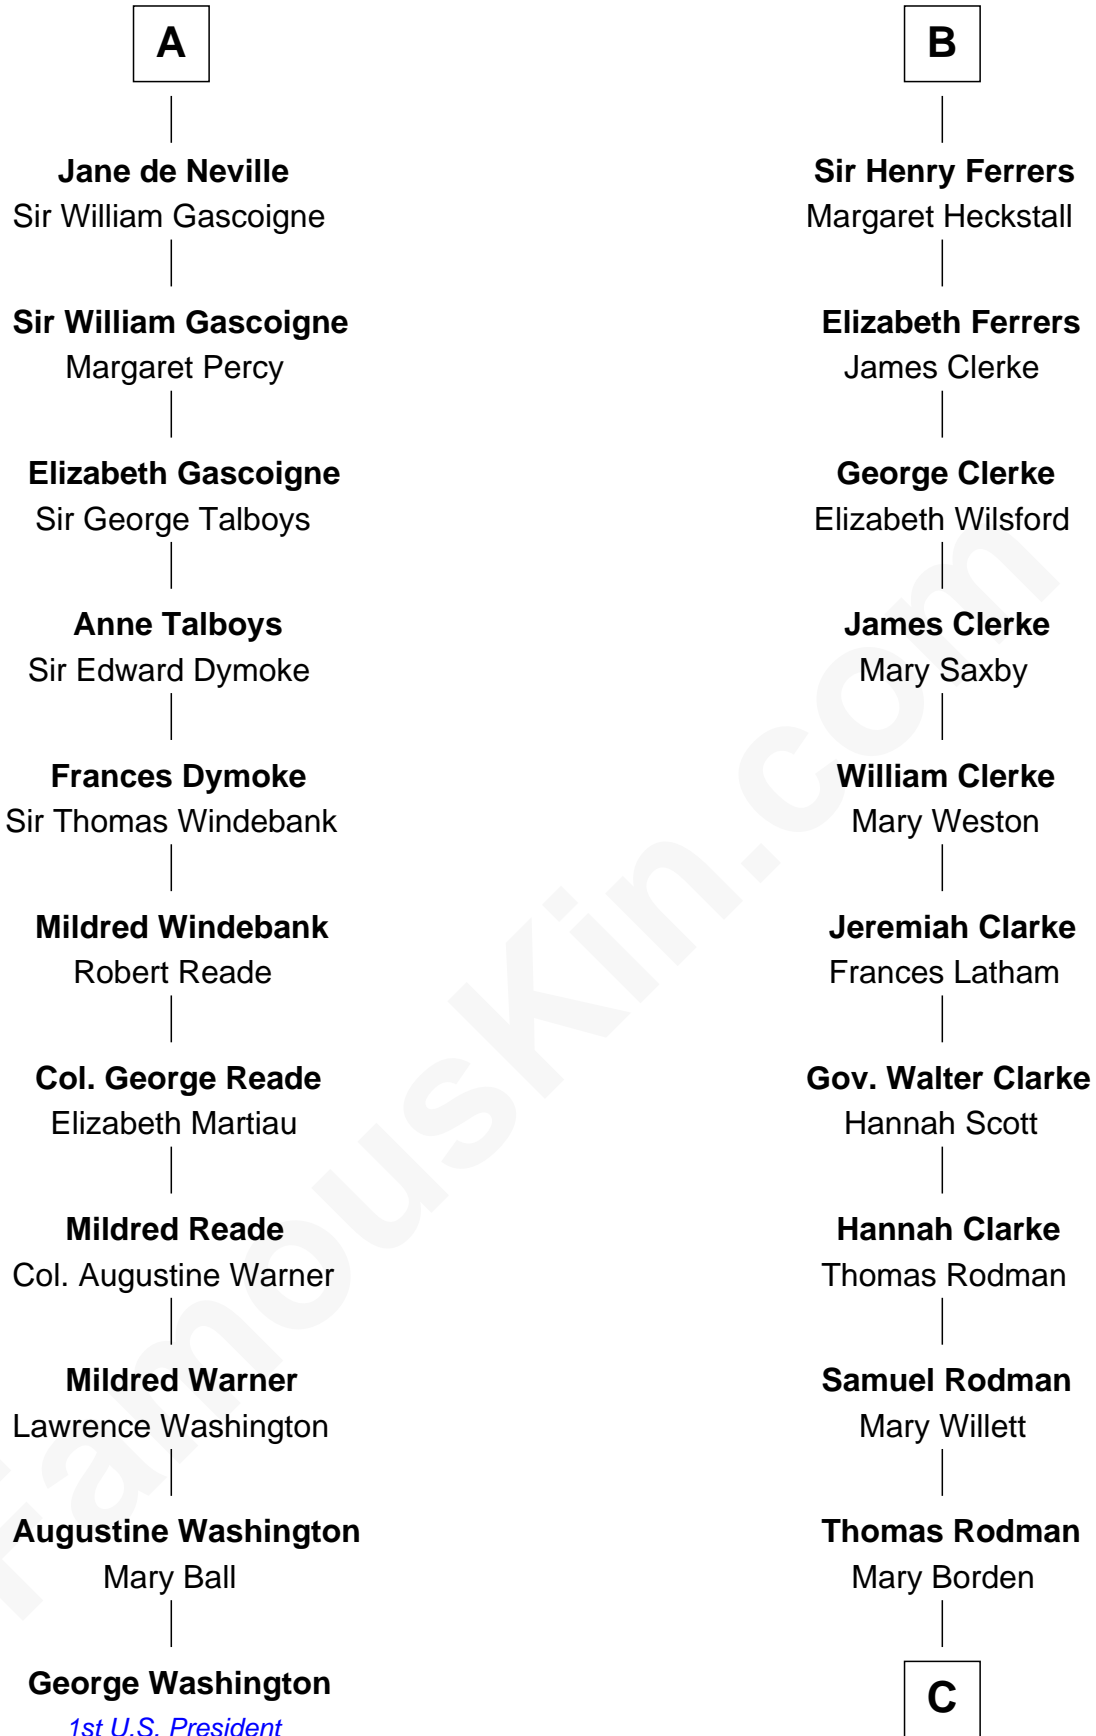 A
Jane de Neville
Sir William Gascoigne
Sir William Gascoigne
Margaret Percy
Elizabeth Gascoigne
Sir George Talboys
Anne Talboys
Sir Edward Dymoke
Frances Dymoke
Sir Thomas Windebank
Mildred Windebank
Robert Reade
Col. George Reade
Elizabeth Martiau
Mildred Reade
Col. Augustine Warner
Mildred Warner
Lawrence Washington
Augustine Washington
Mary Ball
George Washington
1st U.S. President
B
Sir Henry Ferrers
Margaret Heckstall
Elizabeth Ferrers
James Clerke
George Clerke
Elizabeth Wilsford
James Clerke
Mary Saxby
William Clerke
Mary Weston
Jeremiah Clarke
Frances Latham
Gov. Walter Clarke
Hannah Scott
Hannah Clarke
Thomas Rodman
Samuel Rodman
Mary Willett
Thomas Rodman
Mary Borden
C
FamousKin.com